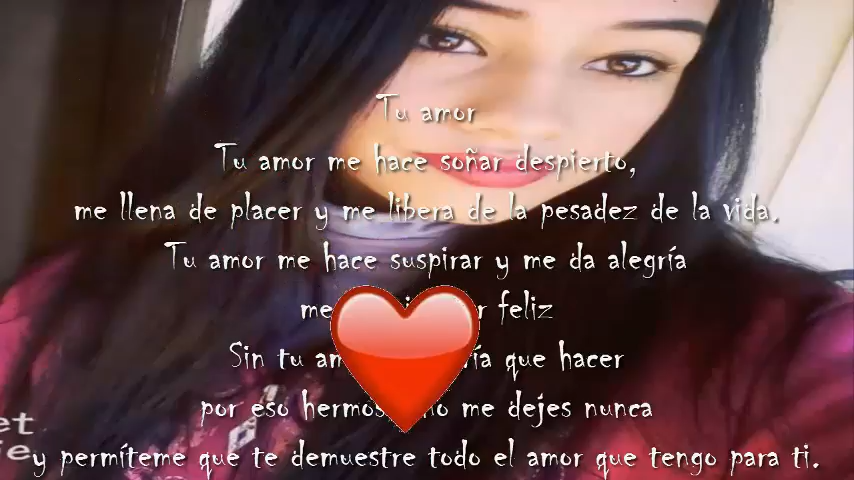 Tu amor
Tu amor me hace soñar despierto,
me llena de placer y me libera de la pesadez de la vida.
Tu amor me hace suspirar y me da alegría
feliz
Sin tu que hacer
por eso no me dejes nunca
y permíteme que te demuestre todo el amor que tengo para ti.